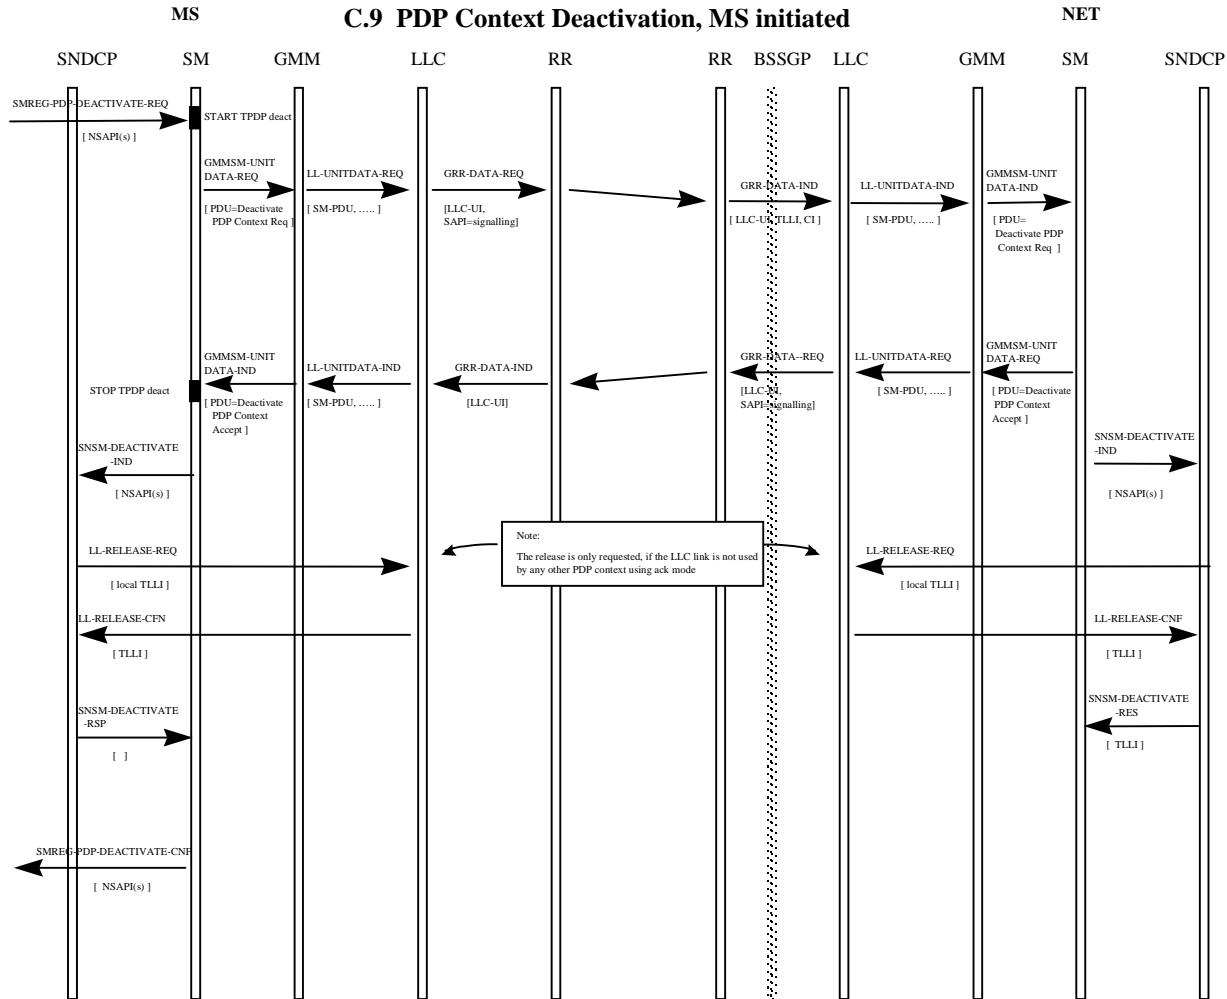 MS
C.9 PDP Context Deactivation, MS initiated
NET
SNDCP SM GMM LLC RR RR BSSGP LLC GMM SM SNDCP
SMREG-PDP-DEACTIVATE-REQ
[ NSAPI(s) ]
START TPDP deact
GMMSM-UNIT
DATA-REQ
[ PDU=Deactivate
PDP Context Req ]
LL-UNITDATA-REQ
[ SM-PDU, ..... ]
GRR-DATA-REQ
[LLC-UI,
SAPI=signalling]
GRR-DATA-IND
[ LLC-UI, TLLI, CI ]
LL-UNITDATA-IND
[ SM-PDU, ..... ]
GMMSM-UNIT
DATA-IND
[ PDU=
Deactivate PDP
Context Req ]
STOP TPDP deact
GMMSM-UNIT
DATA-IND
[ PDU=Deactivate
PDP Context
Accept ]
LL-UNITDATA-IND
[ SM-PDU, ..... ]
GRR-DATA-IND
[LLC-UI]
GRR-DATA--REQ
[LLC-UI,
SAPI=signalling]
LL-UNITDATA-REQ
[ SM-PDU, ..... ]
GMMSM-UNIT
DATA-REQ
[ PDU=Deactivate
PDP Context
Accept ]
SNSM-DEACTIVATE
-IND
[ NSAPI(s) ]
SNSM-DEACTIVATE
-IND
[ NSAPI(s) ]
LL-RELEASE-REQ
[ local TLLI ]
Note:
The release is only requested, if the LLC link is not used
by any other PDP context using ack mode
LL-RELEASE-REQ
[ local TLLI ]
LL-RELEASE-CFN
[ TLLI ]
LL-RELEASE-CNF
[ TLLI ]
SNSM-DEACTIVATE
-RSP
[ ]
SNSM-DEACTIVATE
-RES
[ TLLI ]
SMREG-PDP-DEACTIVATE-CNF
[ NSAPI(s) ]